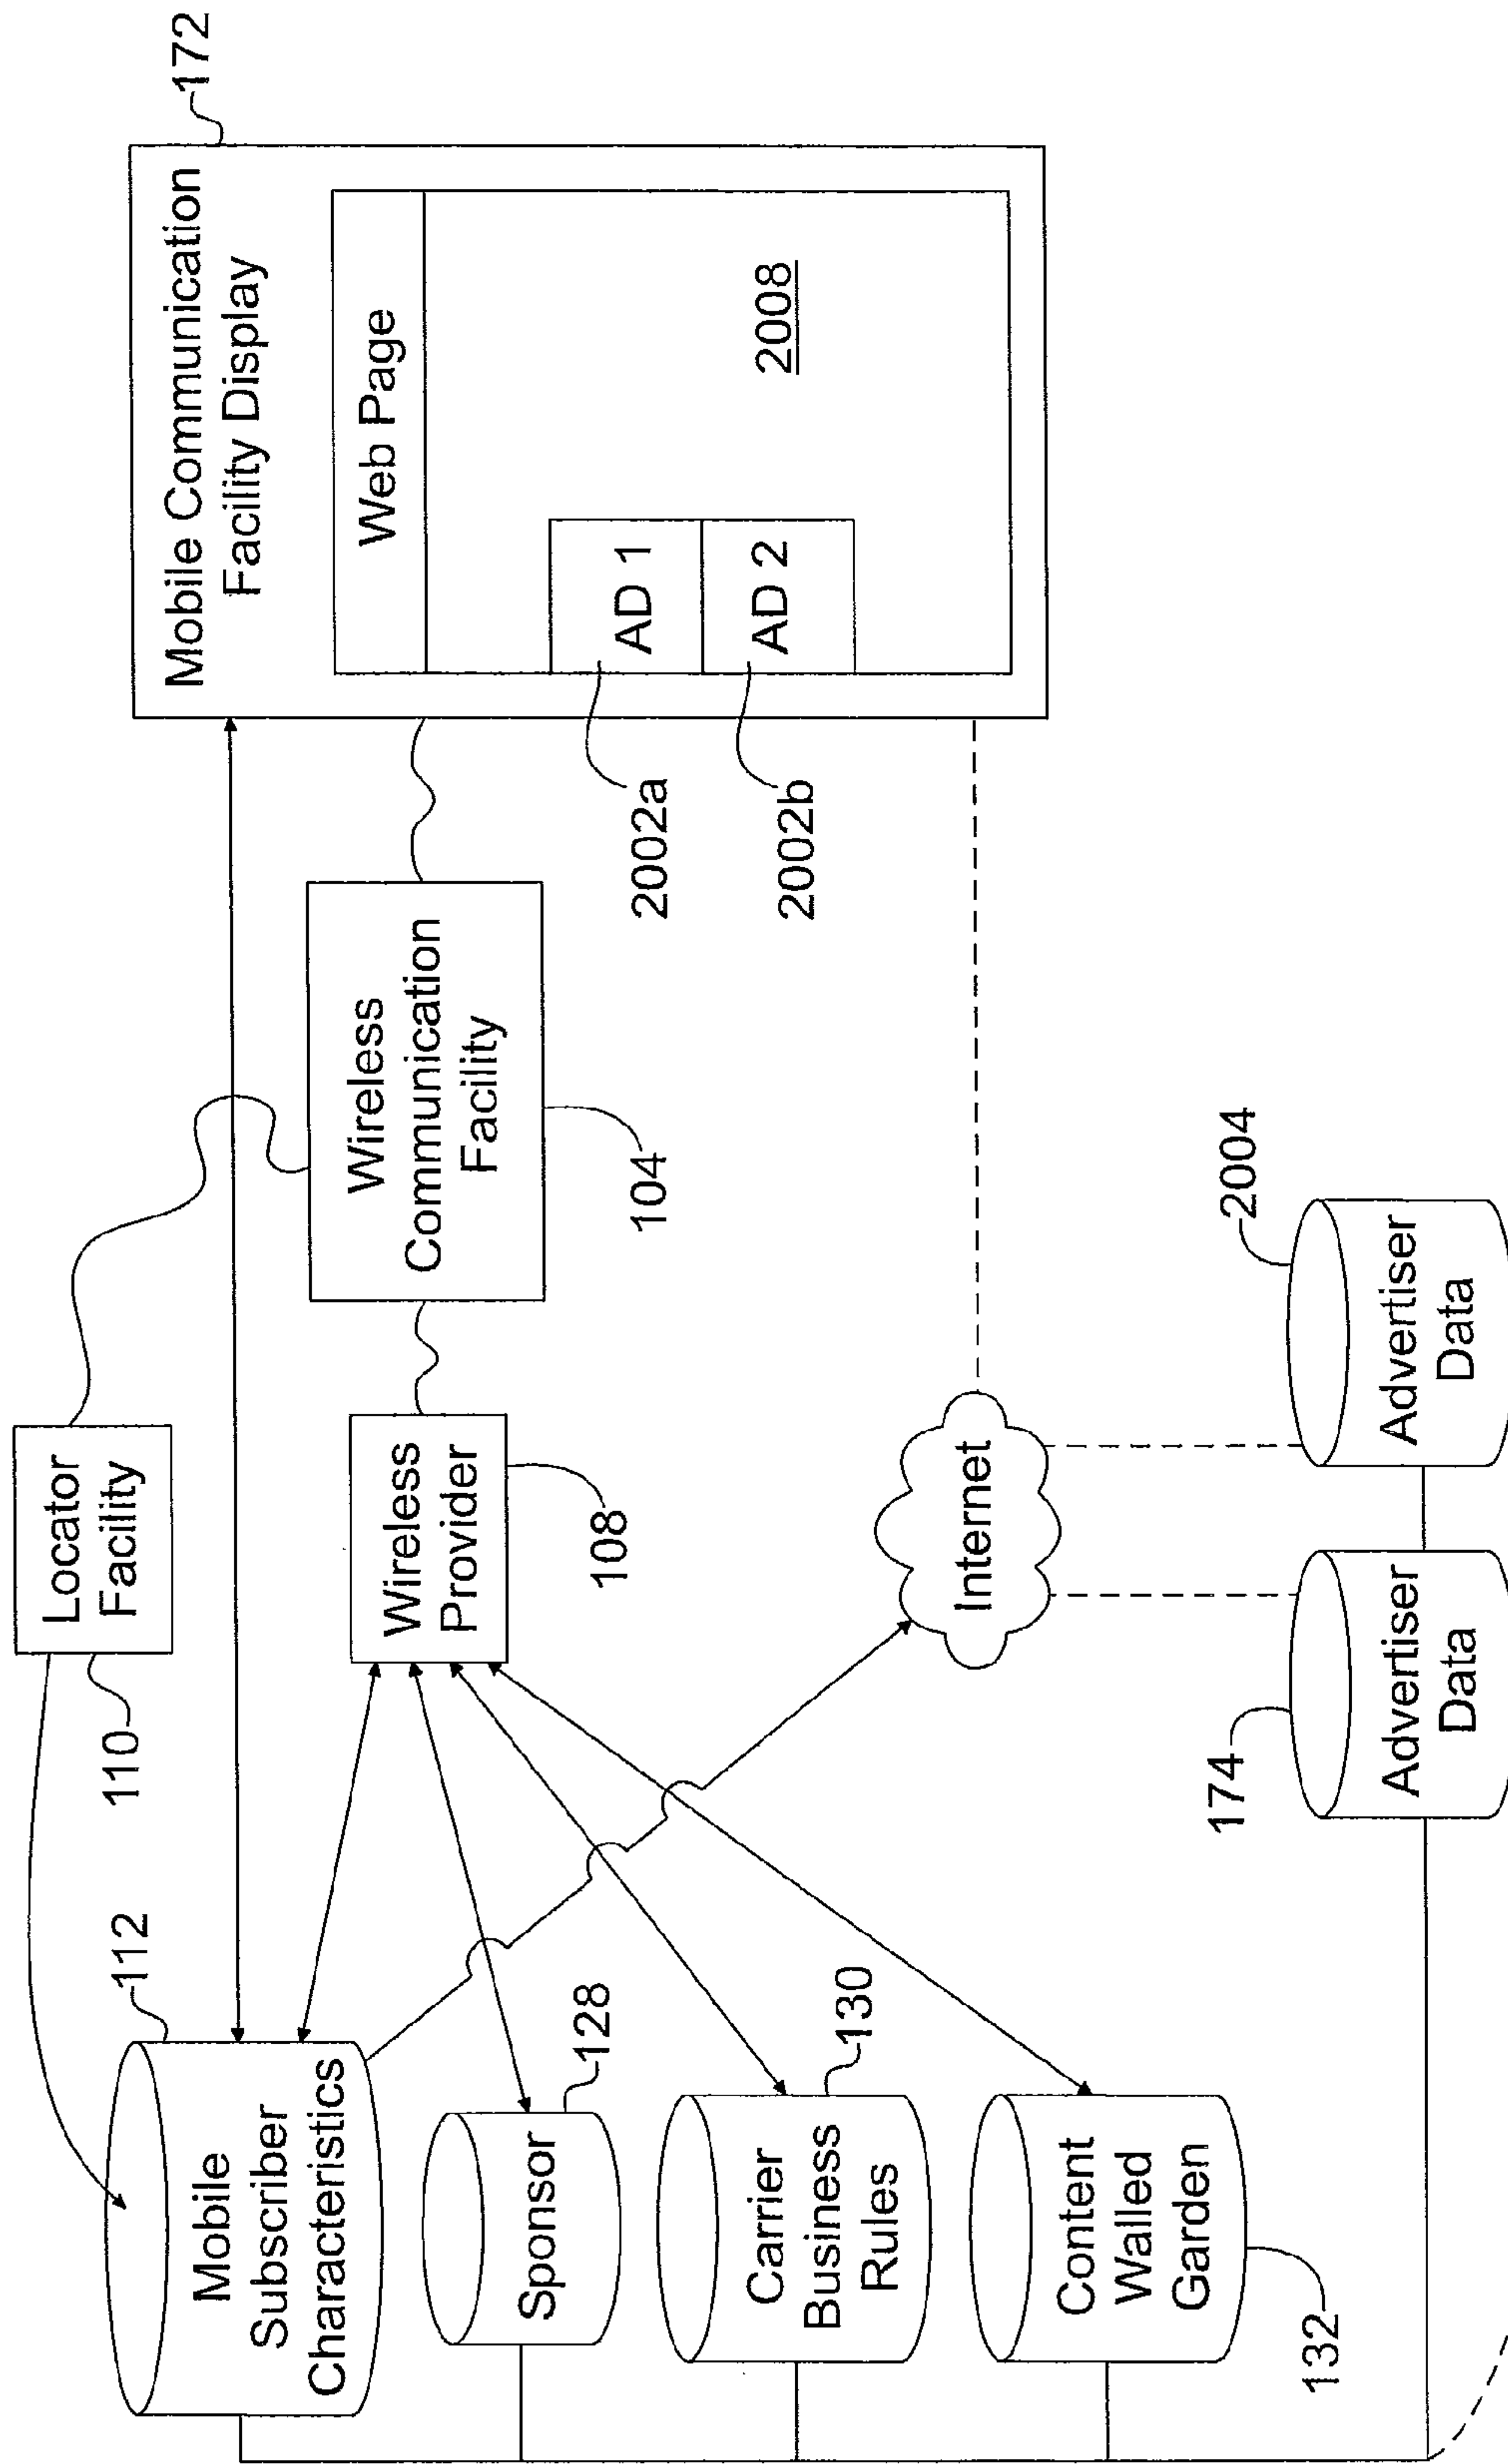 Locator
Facility
110
112
Mobile
Subscriber
Characteristics
Sponsor
128
Carrier
Business
Rules
130
Content
Walled
Garden
132
Wireless
Provider
108
Wireless
Communication
Facility
104
Mobile Communication
Facility Display
172
Web Page
AD 1
AD 2
2008
2002a
2002b
Internet
174
Advertiser
Data
2004
Advertiser
Data